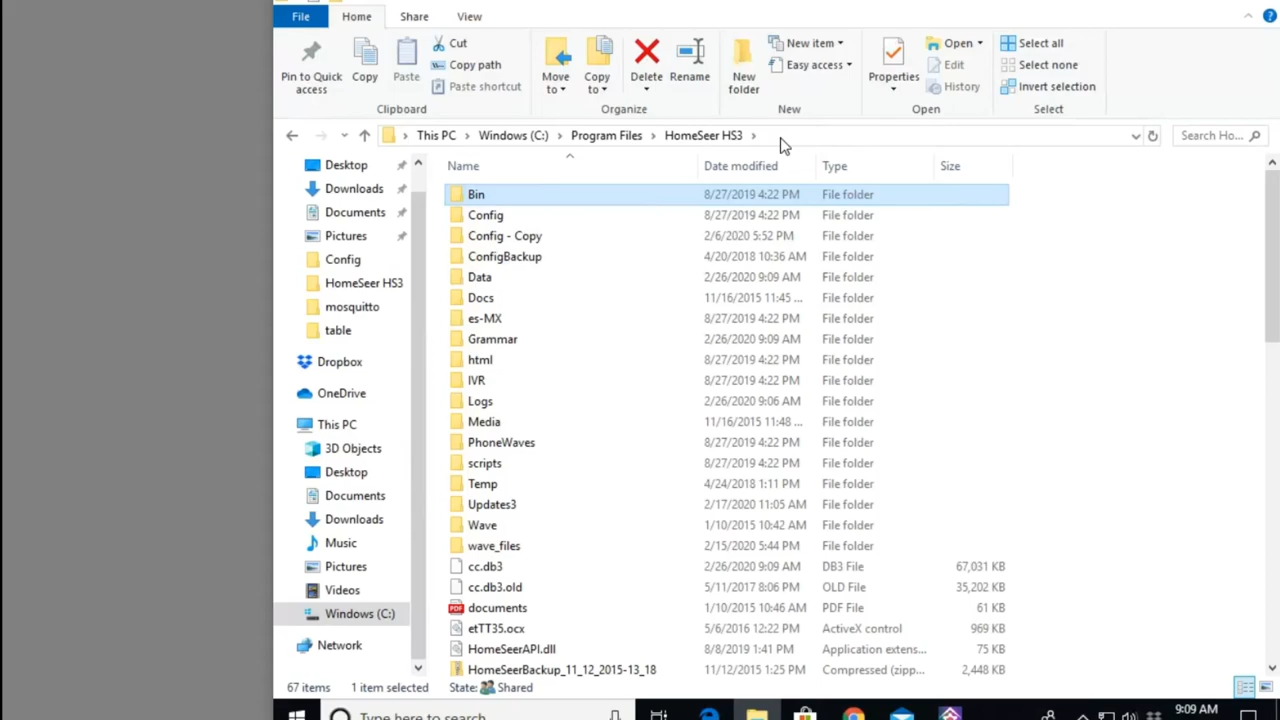 File Home Share View
Cut
Copy path
Paste shortcut
Pin to Quick access
Copy
Paste
Clipboard
Move to
Copy to
Delete
Rename
Organize
New item
Easy access
New folder
New
Properties
Open
Edit
History
Open
Select all
Select none
Invert selection
Select
This PC > Windows (C:) > Program Files > HomeSeer HS3 >
Search Ho...
Desktop
Downloads
Documents
Pictures
Config
HomeSeer HS3
mosquitto
table
Dropbox
OneDrive
This PC
3D Objects
Desktop
Documents
Downloads
Music
Pictures
Videos
Windows (C:)
Network
Name Date modified Type Size
Bin 8/27/2019 4:22 PM File folder
Config 8/27/2019 4:22 PM File folder
Config - Copy 2/6/2020 5:52 PM File folder
ConfigBackup 4/20/2018 10:36 AM File folder
Data 2/26/2020 9:09 AM File folder
Docs 11/16/2015 11:45 ... File folder
es-MX 8/27/2019 4:22 PM File folder
Grammar 2/26/2020 9:09 AM File folder
html 8/27/2019 4:22 PM File folder
IVR 8/27/2019 4:22 PM File folder
Logs 2/26/2020 9:06 AM File folder
Media 11/16/2015 11:48 ... File folder
PhoneWaves 8/27/2019 4:22 PM File folder
scripts 8/27/2019 4:22 PM File folder
Temp 4/24/2018 1:11 PM File folder
Updates3 2/17/2020 11:05 AM File folder
Wave 1/10/2015 10:42 AM File folder
wave_files 2/15/2020 5:44 PM File folder
cc.db3 2/26/2020 9:09 AM DB3 File 67,031 KB
cc.db3.old 5/11/2017 8:06 PM OLD File 35,202 KB
documents 1/10/2015 10:46 AM PDF File 61 KB
etTT35.ocx 5/6/2016 12:22 PM ActiveX control 969 KB
HomeSeerAPI.dll 8/8/2019 1:41 PM Application extens... 75 KB
HomeSeerBackup_11_12_2015-13_18 11/12/2015 1:25 PM Compressed (zipp... 2,448 KB
67 items 1 item selected State: Shared
Type here to search
9:09 AM